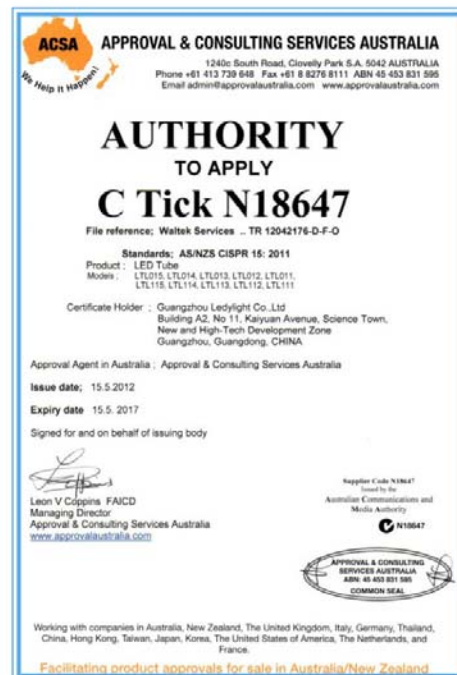 ACSA
We Help It Happen!
APPROVAL & CONSULTING SERVICES AUSTRALIA
1240c South Road, Clovelly Park S.A. 5042 AUSTRALIA
Phone +61 413 739 648 Fax +61 8 8276 8111 ABN 45 453 831 595
Email admin@approvalaustralia.com www.approvalaustralia.com
AUTHORITY
TO APPLY
C Tick N18647
File reference; Waltek Services .. TR 12042176-D-F-O
Standards; AS/NZS CISPR 15: 2011
Product ; LED Tube
Models ; LTL015, LTL014, LTL013, LTL012, LTL011,
LTL115, LTL114, LTL113, LTL112, LTL111
Certificate Holder ; Guangzhou Ledylight Co.,Ltd
Building A2, No 11, Kaiyuan Avenue, Science Town,
New and High-Tech Development Zone
Guangzhou, Guangdong, CHINA
Approval Agent in Australia ; Approval & Consulting Services Australia
Issue date; 15.5.2012
Expiry date 15.5. 2017
Signed for and on behalf of issuing body
Leon V Coppins FAICD
Managing Director
Approval & Consulting Services Australia
www.approvalaustralia.com
Supplier Code N18647
Issued by the
Australian Communications and
Media Authority
N18647
APPROVAL & CONSULTING
SERVICES AUSTRALIA
ABN: 45 453 831 595
COMMON SEAL
Working with companies in Australia, New Zealand, The United Kingdom, Italy, Germany, Thailand,
China, Hong Kong, Taiwan, Japan, Korea, The United States of America, The Netherlands, and
France.
Facilitating product approvals for sale in Australia/New Zealand